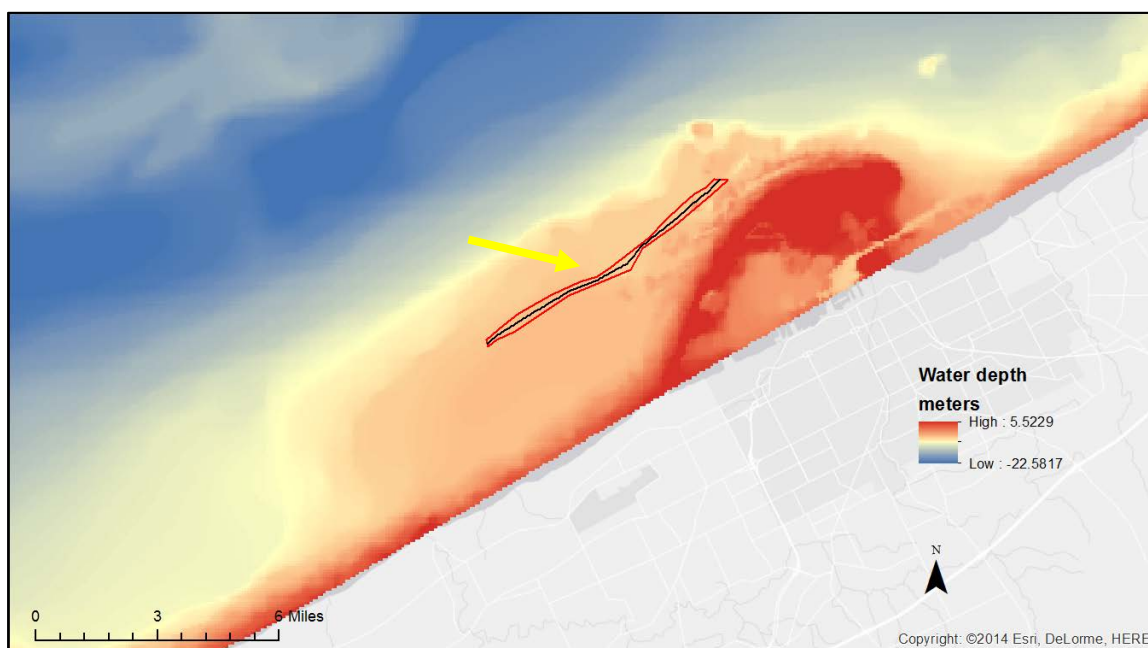 Water depth
meters
High : 5.5229
Low : -22.5817
N
0 3 6 Miles
Copyright: ©2014 Esri, DeLorme, HERE